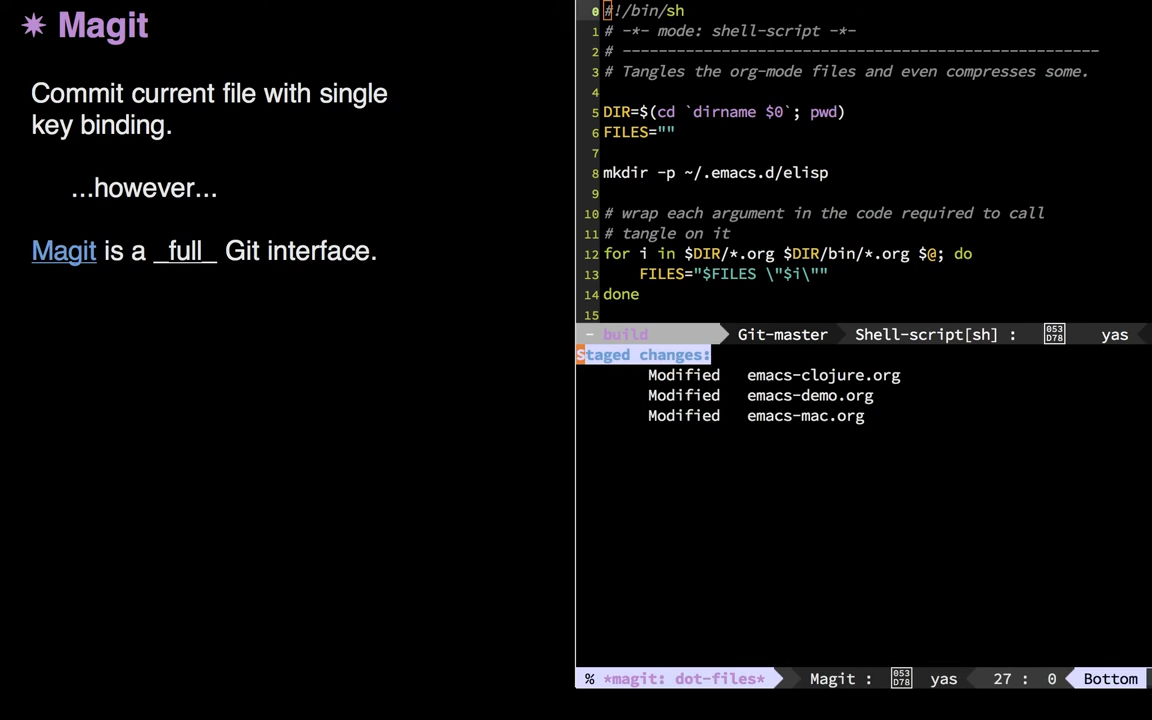 ✷ Magit
Commit current file with single
key binding.
...however...
Magit is a _full_ Git interface.
0 #!/bin/sh
1 # -*- mode: shell-script -*-
2 # -----------------------------------------------------
3 # Tangles the org-mode files and even compresses some.
4
5 DIR=$(cd `dirname $0`; pwd)
6 FILES=""
7
8 mkdir -p ~/.emacs.d/elisp
9
10 # wrap each argument in the code required to call
11 # tangle on it
12 for i in $DIR/*.org $DIR/bin/*.org $@; do
13     FILES="$FILES \"$i\""
14 done
15
- build Git-master Shell-script[sh] : 053D78 yas
Staged changes:
Modified emacs-clojure.org
Modified emacs-demo.org
Modified emacs-mac.org
% *magit: dot-files* Magit : 053D78 yas 27 : 0 Bottom